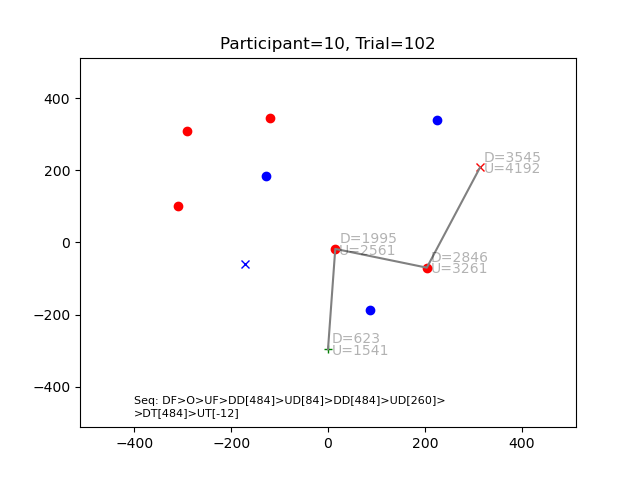 Participant=10, Trial=102
400
200
0
−200
−400
D=3545
U=4192
D=1995
U=2561
D=2846
U=3261
D=623
U=1541
Seq: DF>O>UF>DD[484]>UD[84]>DD[484]>UD[260]>
>DT[484]>UT[-12]
−400 −200 0 200 400